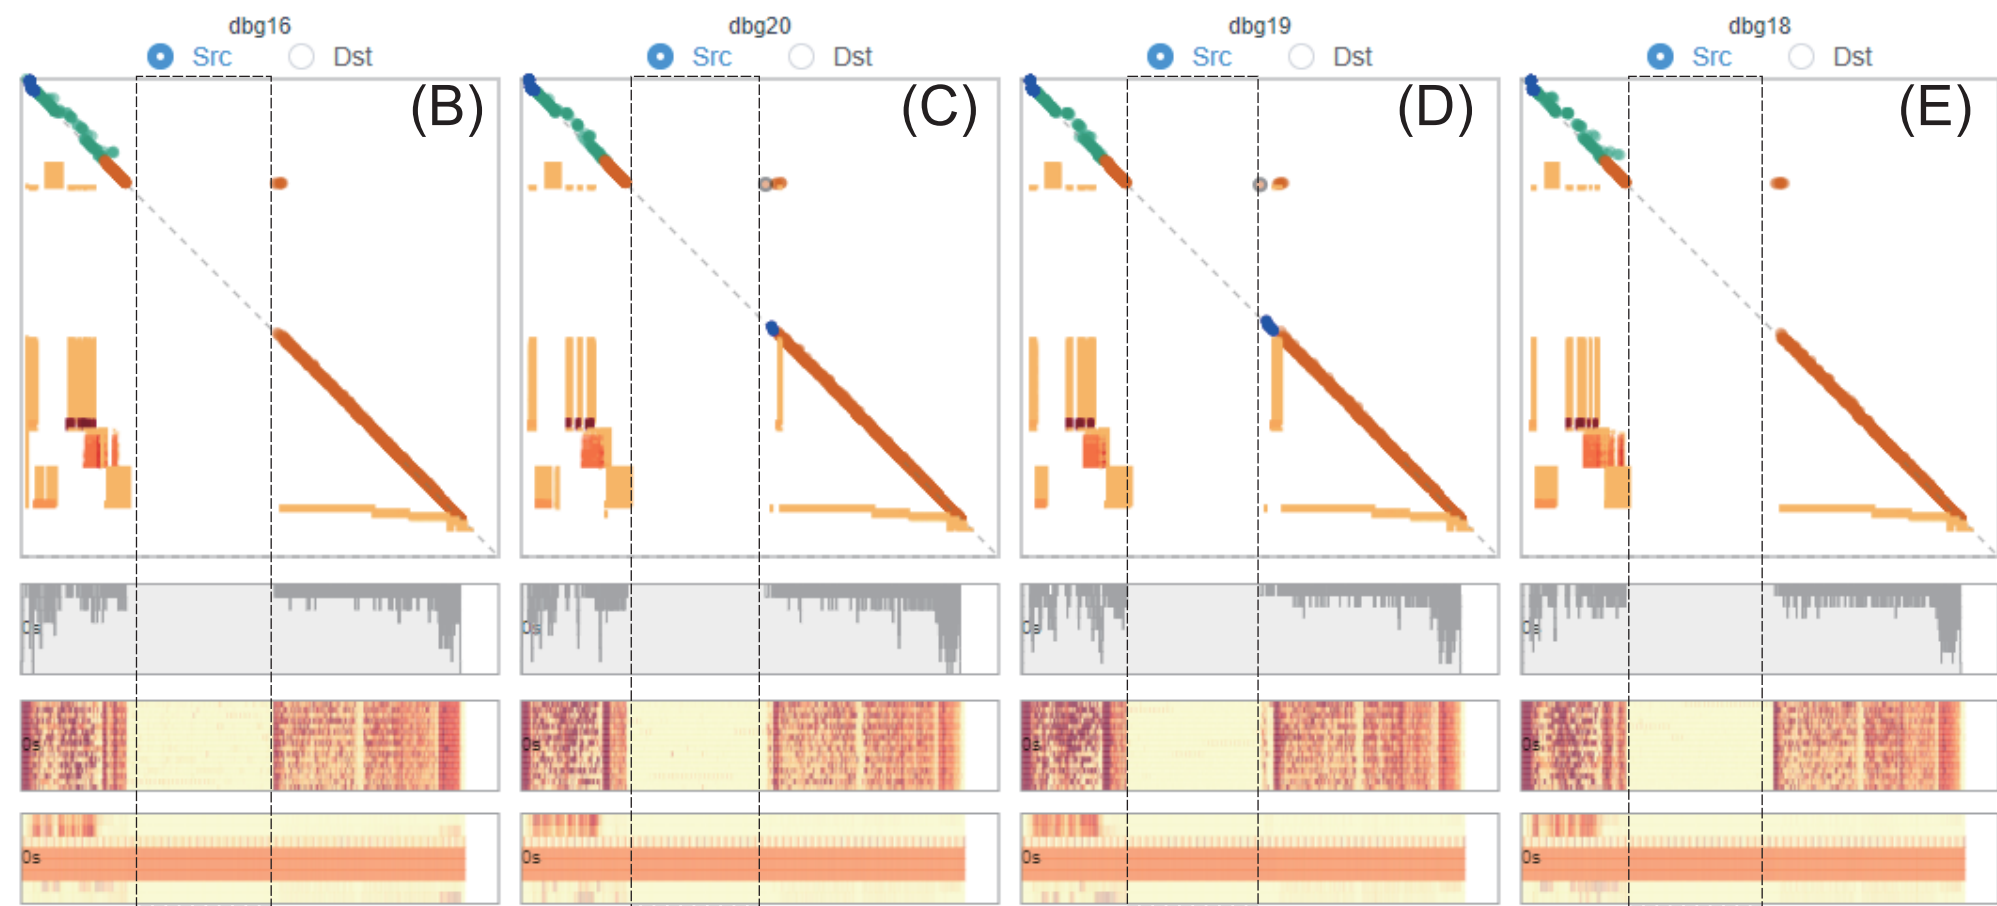 dbg16 dbg20 dbg19 dbg18
Src Dst Src Dst Src Dst Src Dst
(B) (C) (D) (E)
0s 0s 0s 0s
0s 0s 0s 0s
0s 0s 0s 0s